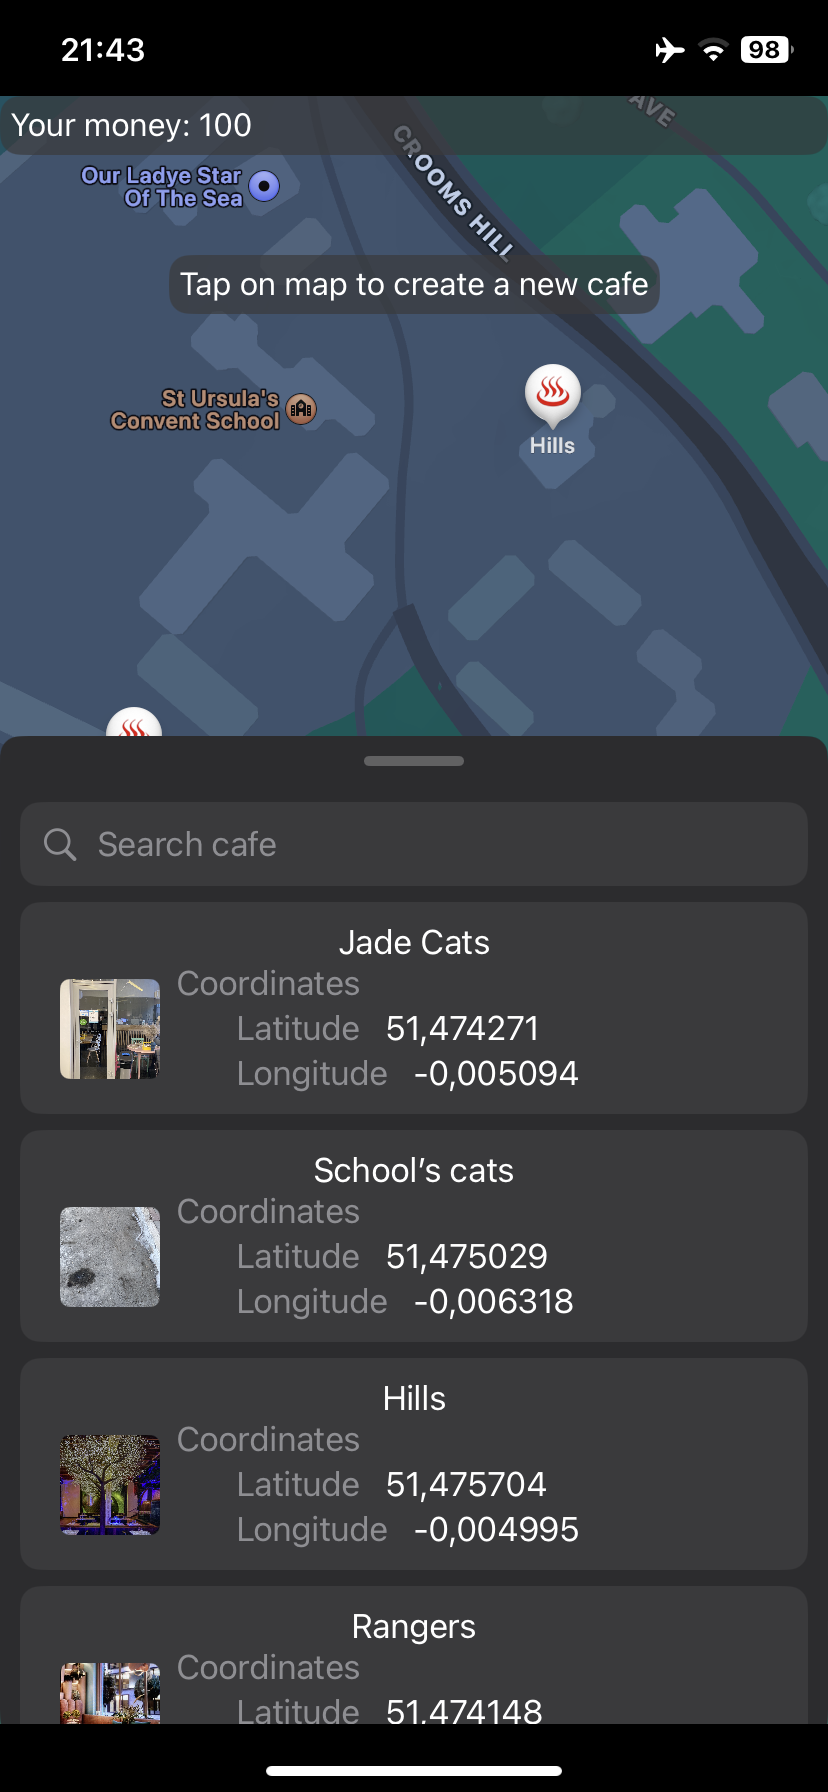 21:43
98
Your money: 100
AVE
CROOMS HILL
Our Ladye Star
Of The Sea
Tap on map to create a new cafe
St Ursula's
Convent School
Hills
Search cafe
Jade Cats
Coordinates
Latitude 51,474271
Longitude -0,005094
School’s cats
Coordinates
Latitude 51,475029
Longitude -0,006318
Hills
Coordinates
Latitude 51,475704
Longitude -0,004995
Rangers
Coordinates
Latitude 51,474148